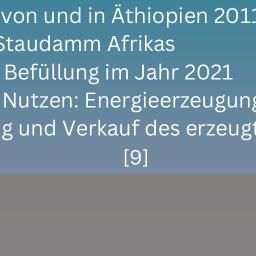 von und in Äthiopien 2011
Staudamm Afrikas
Befüllung im Jahr 2021
Nutzen: Energieerzeugung
g und Verkauf des erzeugt
[9]